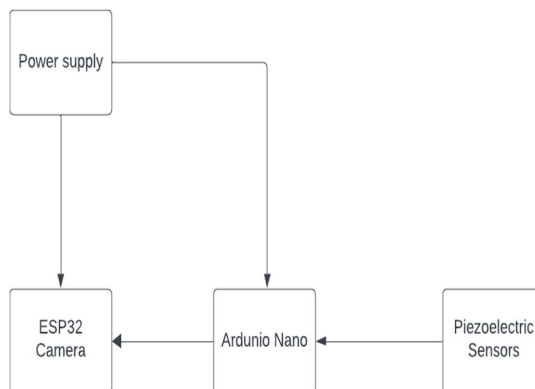 Power supply
ESP32
Camera
Ardunio Nano
Piezoelectric
Sensors